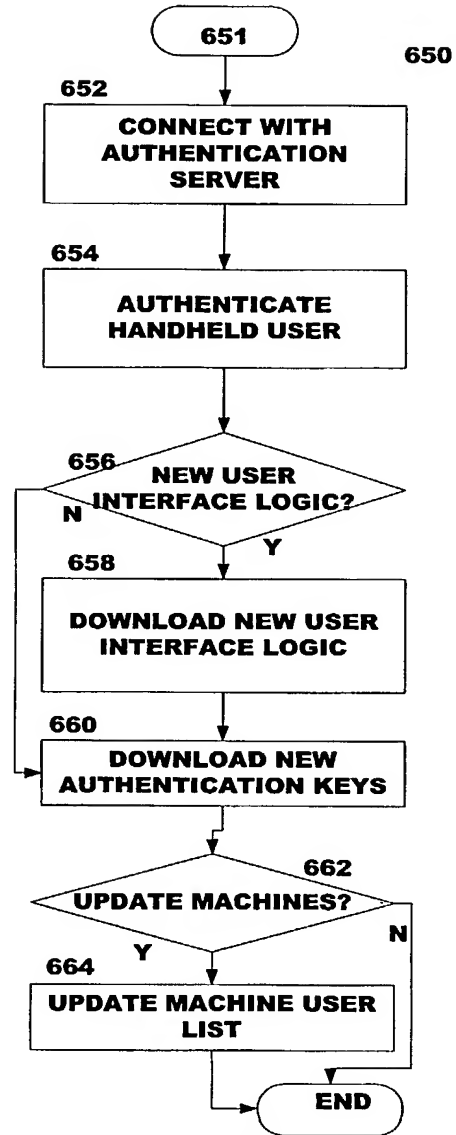 651
650
652
CONNECT WITH
AUTHENTICATION
SERVER
654
AUTHENTICATE
HANDHELD USER
656
NEW USER
INTERFACE LOGIC?
N
Y
658
DOWNLOAD NEW USER
INTERFACE LOGIC
660
DOWNLOAD NEW
AUTHENTICATION KEYS
662
UPDATE MACHINES?
N
Y
664
UPDATE MACHINE USER
LIST
END